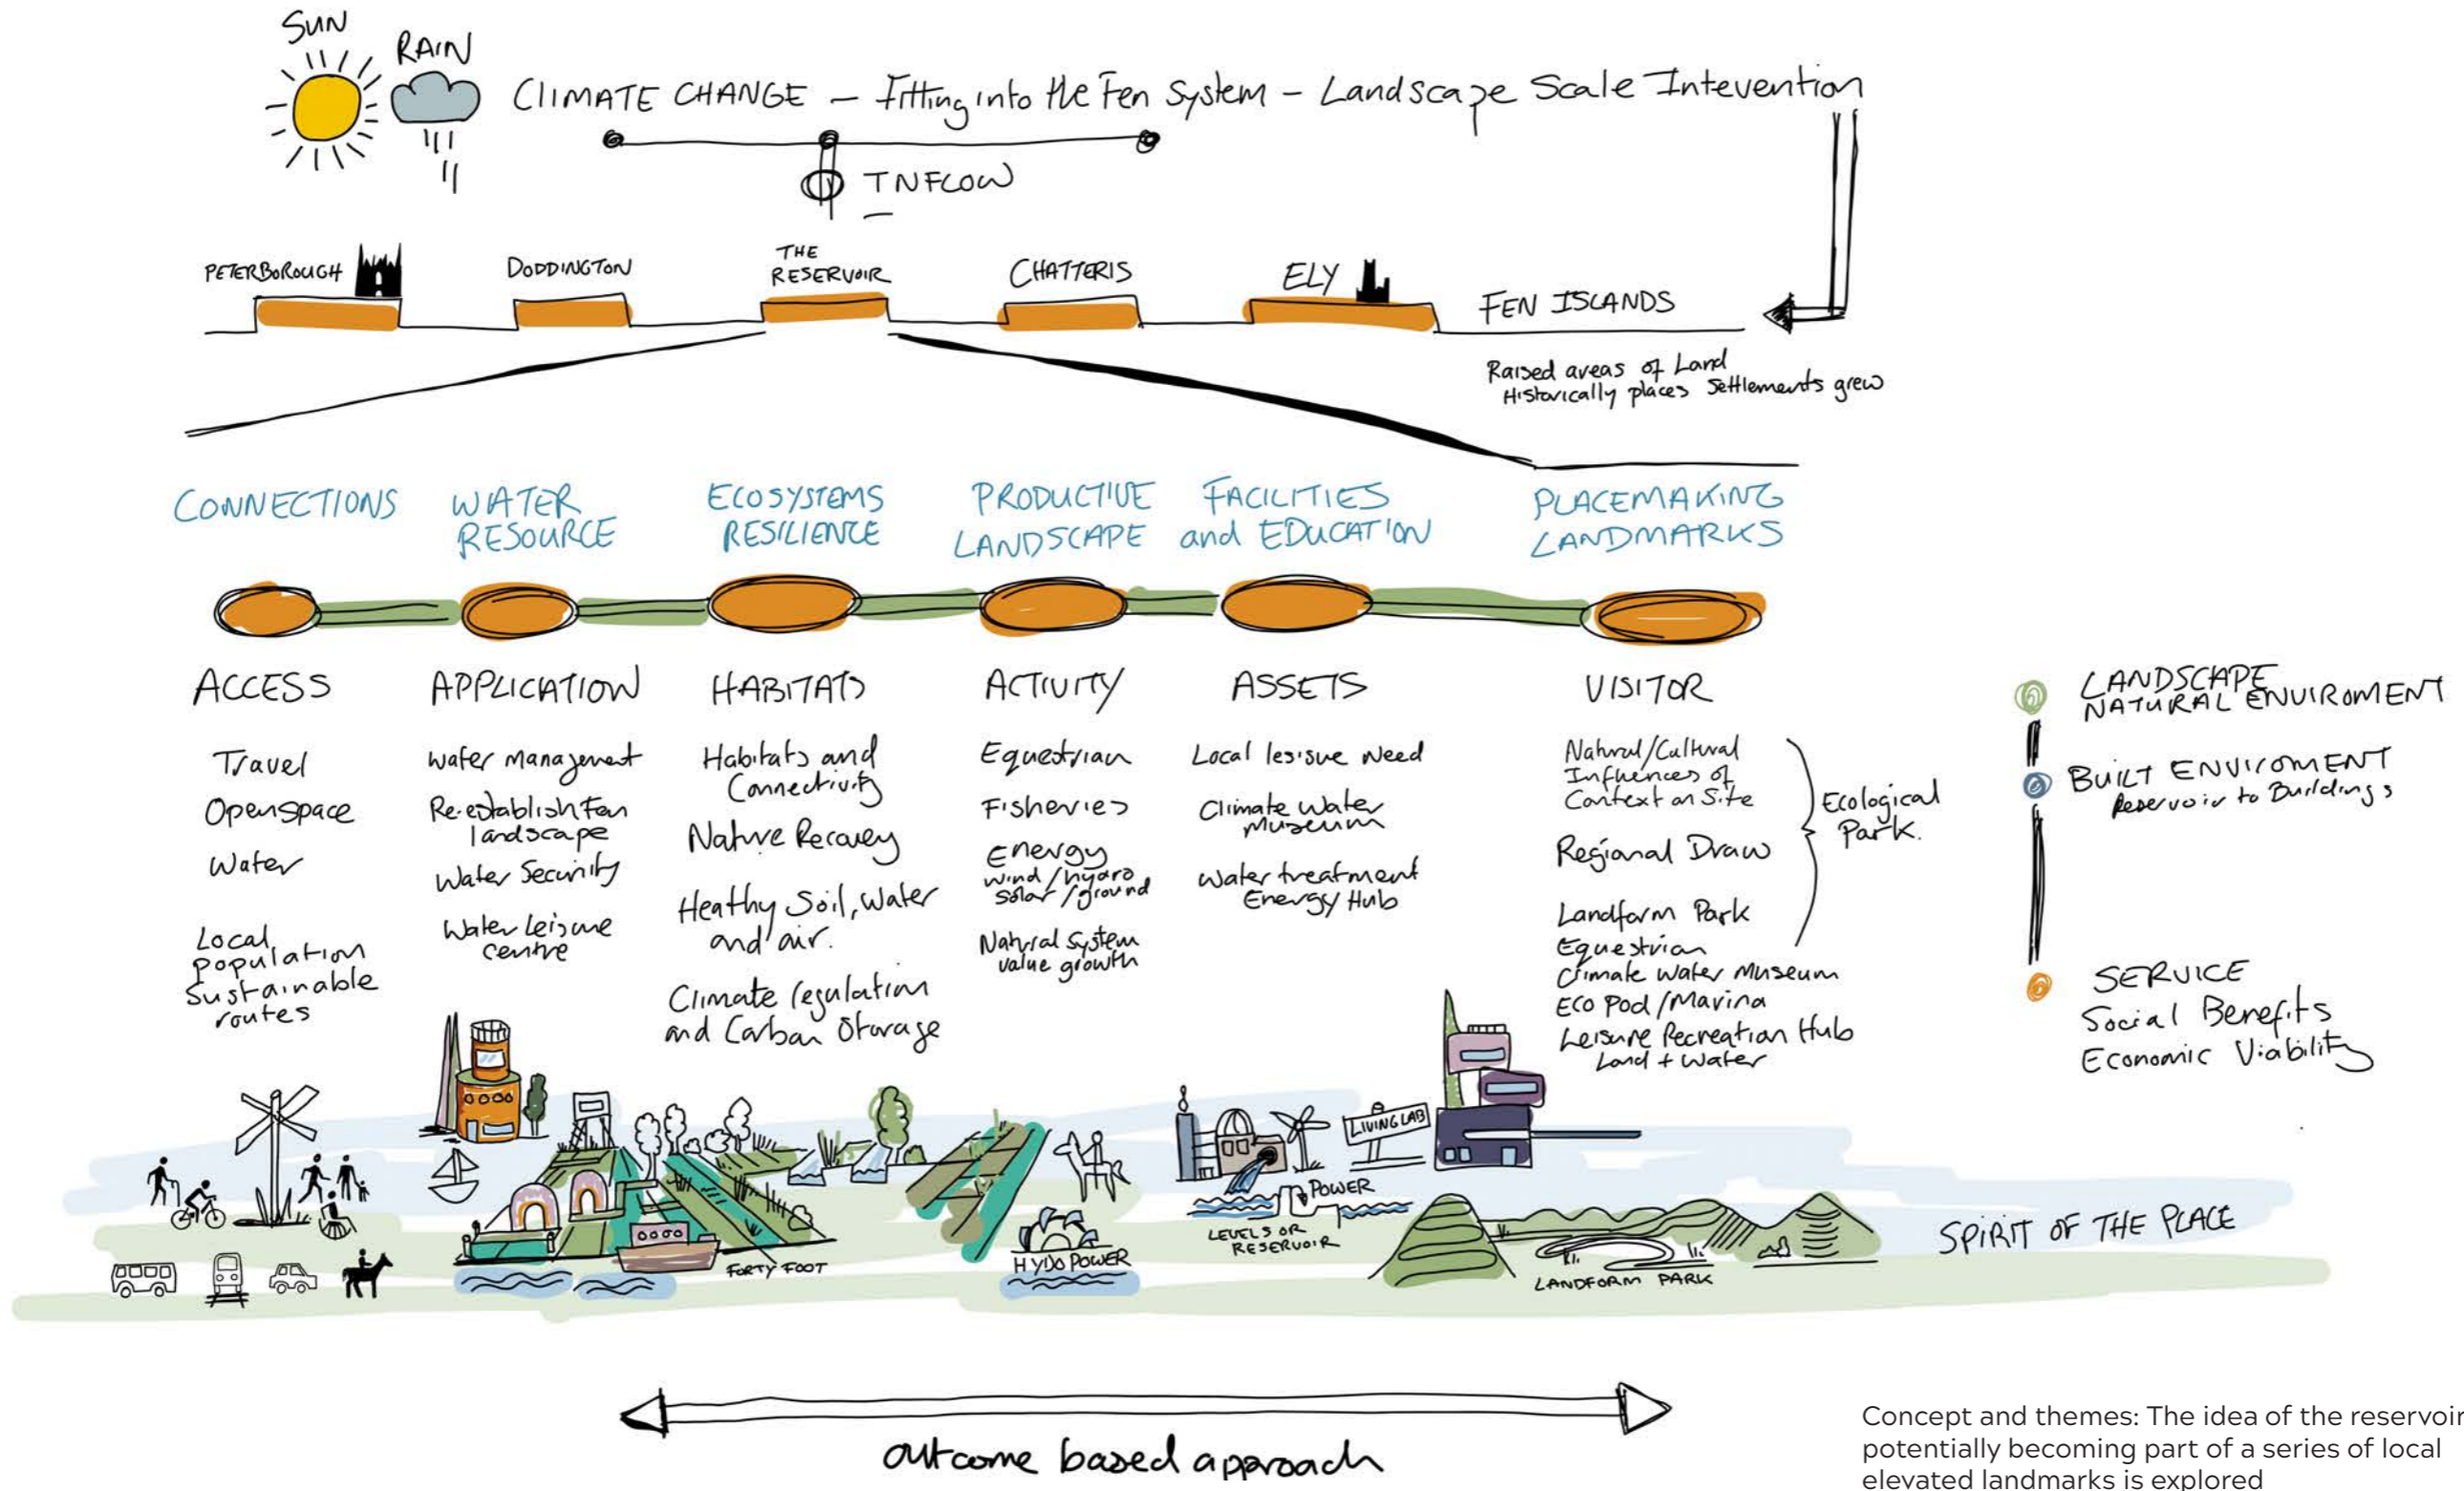 SUN
RAIN
CLIMATE CHANGE – Fitting into the Fen System – Landscape Scale Intevention
INFLOW
PETERBOROUGH
DODDINGTON
THE
RESERVOIR
CHATTERIS
ELY
FEN ISLANDS
Raised areas of Land
Historically places Settlements grew
CONNECTIONS
WATER
RESOURCE
ECOSYSTEMS
RESILIENCE
PRODUCTIVE
LANDSCAPE
FACILITIES
and EDUCATION
PLACEMAKING
LANDMARKS
ACCESS
Travel
Openspace
Water
Local
Population
Sustainable
routes
APPLICATION
Water Management
Re-establish Fen
landscape
Water Security
Water Leisure
centre
HABITATS
Habitats and
Connectivity
Nature Recovery
Heathy Soil, Water
and air.
Climate regulation
and Carban Storage
ACTIVITY
Equestrian
Fisheries
Energy
wind/hydro
solar/ground
Natural System
value growth
ASSETS
Local lesisue Need
Climate Water
Museum
Water treatment
Energy Hub
VISITOR
Natural/Cultural
Influences of
Context on Site
Regional Draw
Landform Park
Equestrian
Climate Water Museum
Eco Pod/Marina
Leisure Recreation Hub
Land + Water
Ecological
Park.
LANDSCAPE
NATURAL ENVIROMENT
BUILT ENVIROMENT
Reservoir to Buildings
SERVICE
Social Benefits
Economic Viability
FORTY FOOT
HYDO POWER
LIVING LAB
POWER
LEVELS OR
RESERVOIR
LANDFORM PARK
SPIRIT OF THE PLACE
outcome based approach
Concept and themes: The idea of the reservoir
potentially becoming part of a series of local
elevated landmarks is explored